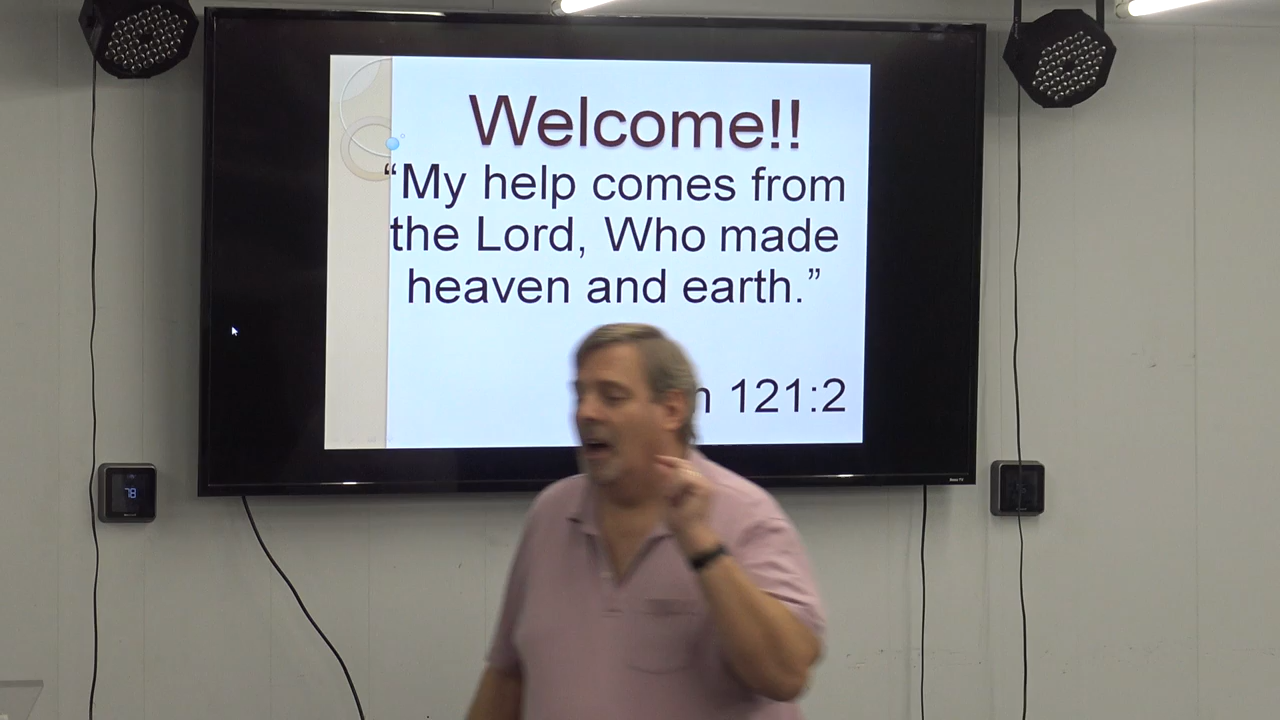 Welcome!!
“My help comes from
the Lord, Who made
heaven and earth.”
121:2
78